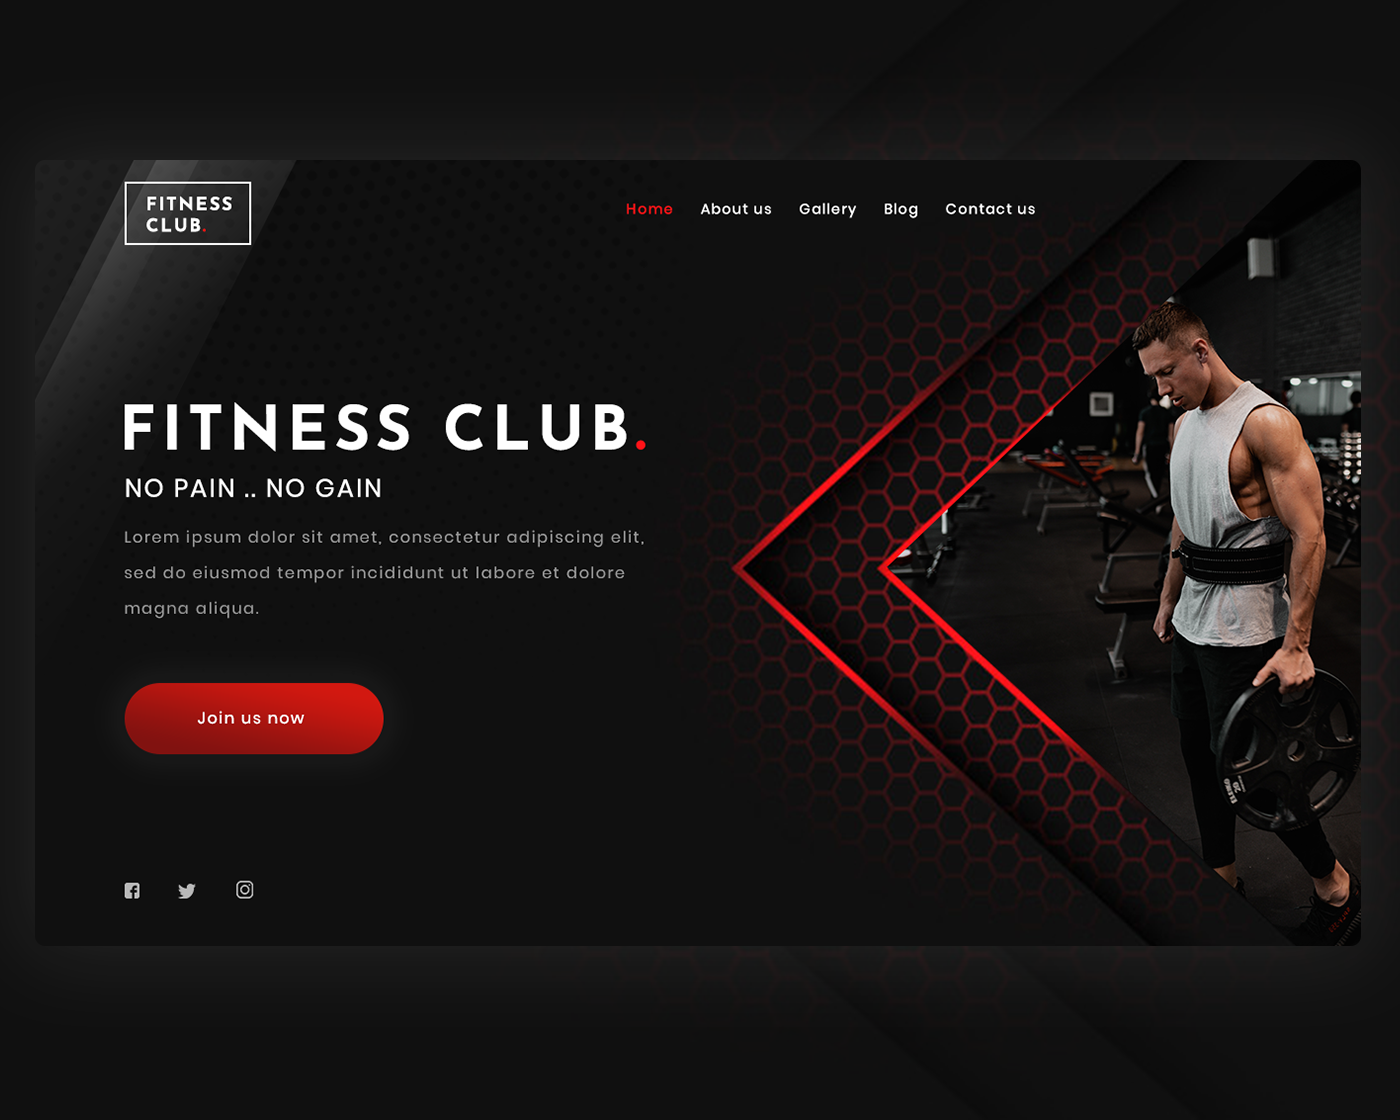 FITNESS
CLUB.
Home About us Gallery Blog Contact us
FITNESS CLUB.
NO PAIN .. NO GAIN
Lorem ipsum dolor sit amet, consectetur adipiscing elit,
sed do eiusmod tempor incididunt ut labore et dolore
magna aliqua.
Join us now
20